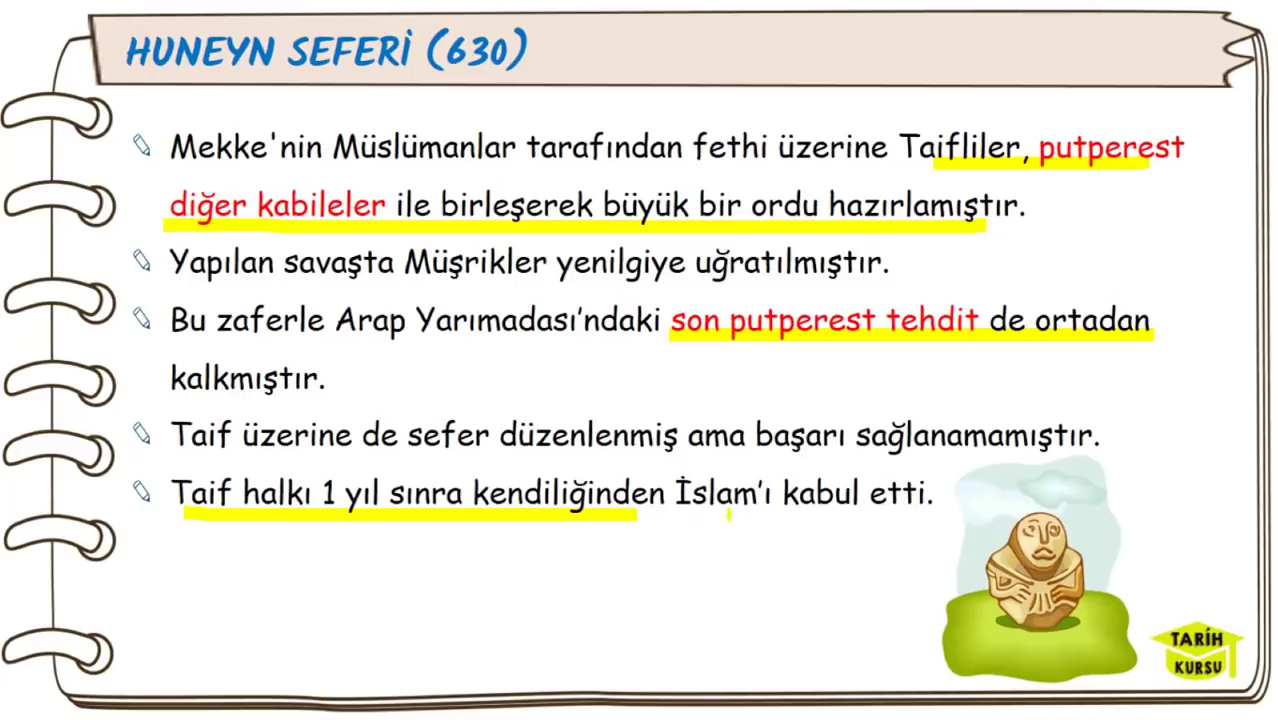 HUNEYN SEFERİ (630)
Mekke'nin Müslümanlar tarafından fethi üzerine Taifliler, putperest
diğer kabileler ile birleşerek büyük bir ordu hazırlamıştır.
Yapılan savaşta Müşrikler yenilgiye uğratılmıştır.
Bu zaferle Arap Yarımadası’ndaki son putperest tehdit de ortadan
kalkmıştır.
Taif üzerine de sefer düzenlenmiş ama başarı sağlanamamıştır.
Taif halkı 1 yıl sınra kendiliğinden İslam’ı kabul etti.
TARİH
KURSU